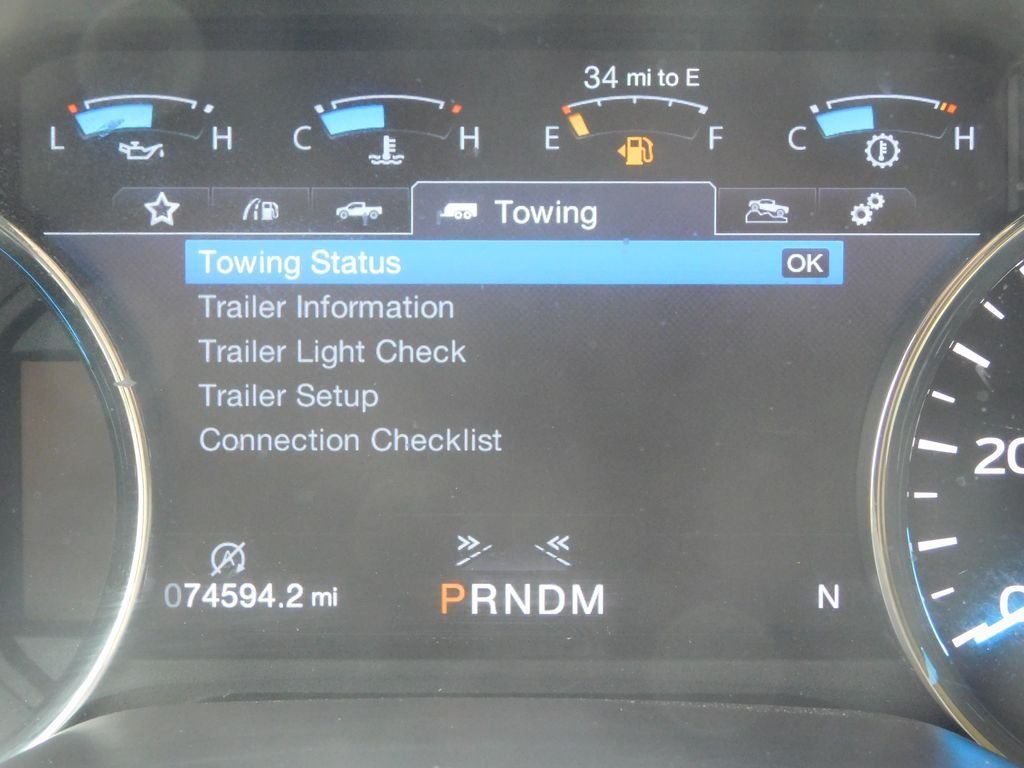 34 mi to E
L H C H E F C H
Towing
Towing Status OK
Trailer Information
Trailer Light Check
Trailer Setup
Connection Checklist
A
074594.2 mi PRNDM N
20
0